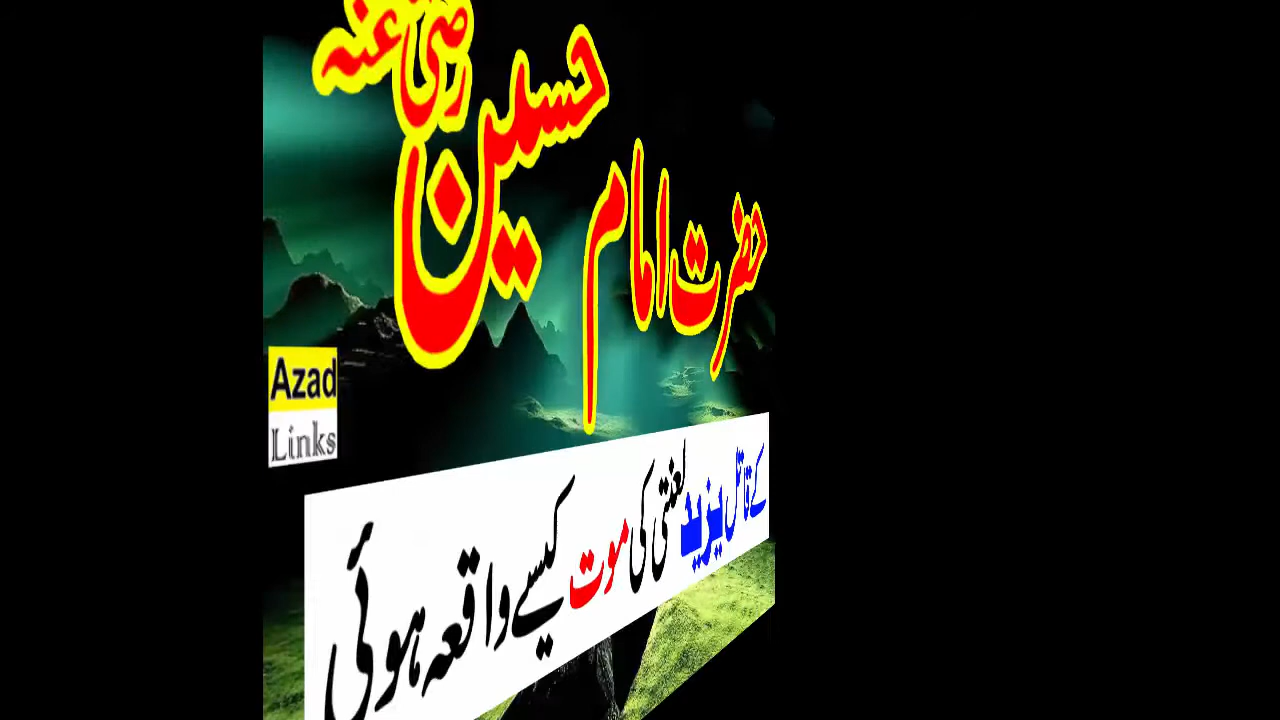 حضرت امام حسین رضی عنہ
Azad
Links
کے قاتل یزید لعنتی کی موت کیسے واقعہ ہوئی